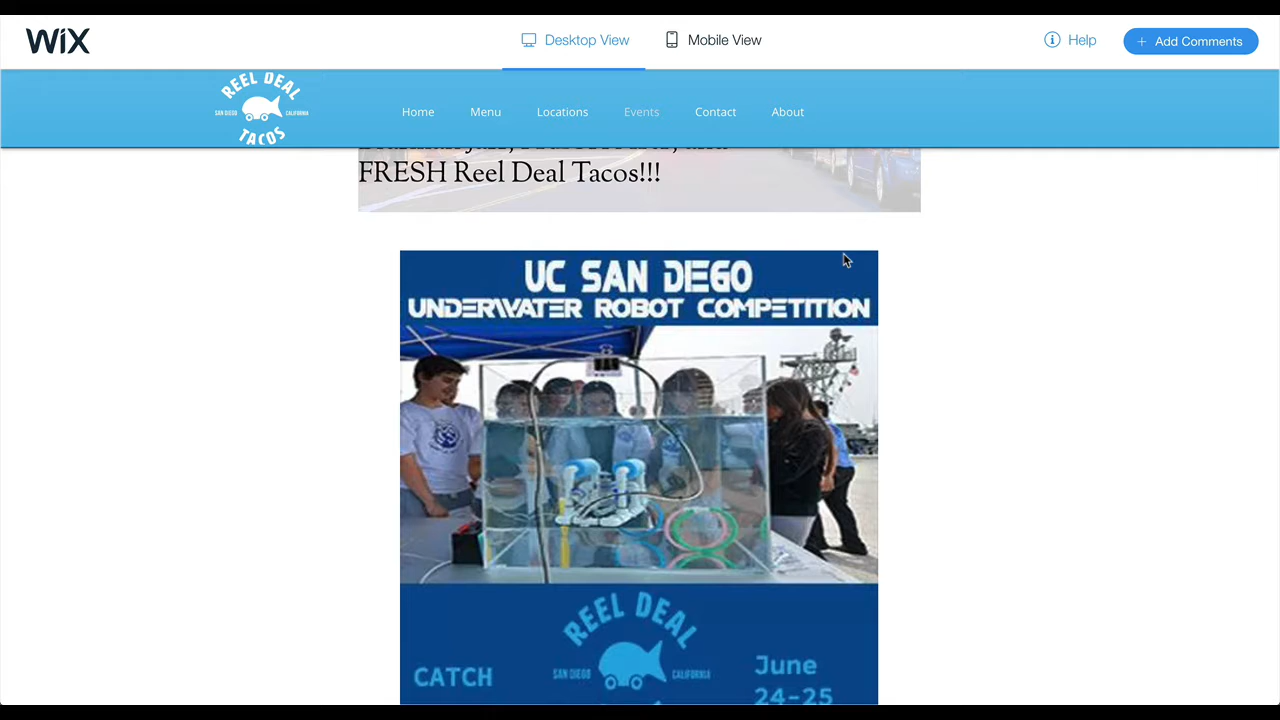 WiX
Desktop View
Mobile View
Help
+ Add Comments
REEL DEAL
SAN DIEGO
CALIFORNIA
TACOS
Home
Menu
Locations
Events
Contact
About
FRESH Reel Deal Tacos!!!
UC SAN DIEGO
UNDERWATER ROBOT COMPETITION
REEL DEAL
SAN DIEGO
CALIFORNIA
CATCH
June
24-25